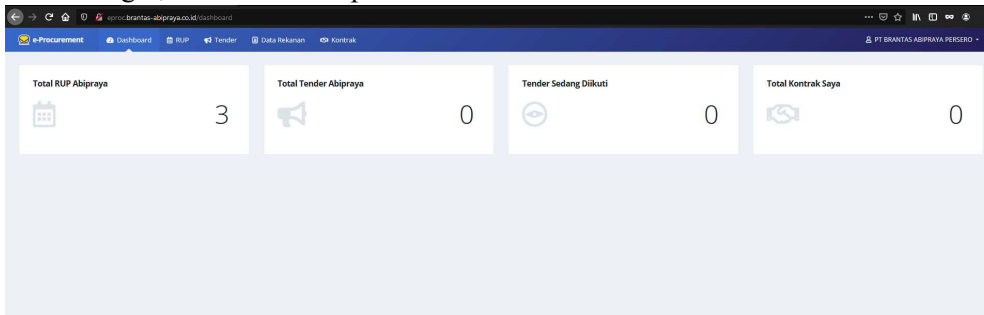 eproc.brantas-abipraya.co.id/dashboard
e-Procurement Dashboard RUP Tender Data Rekanan Kontrak PT BRANTAS ABIPRAYA PERSERO
Total RUP Abipraya Total Tender Abipraya Tender Sedang Diikuti Total Kontrak Saya
3 0 0 0